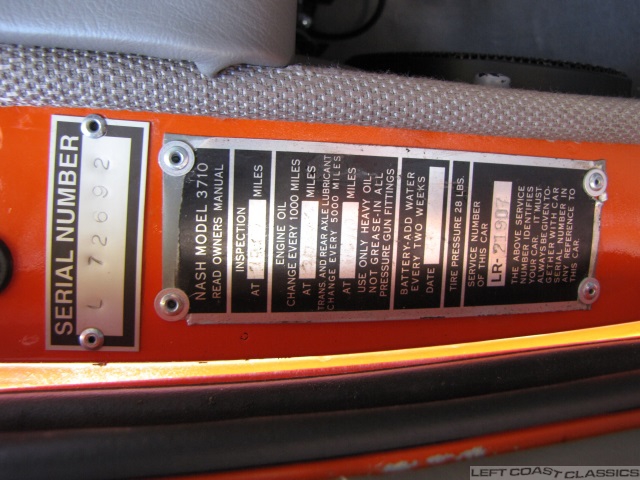 SERIAL NUMBER
L 72692
NASH MODEL 3710
READ OWNERS MANUAL
INSPECTION
AT MILES
ENGINE OIL
CHANGE EVERY 1000 MILES
AT MILES
TRANS. AND REAR AXLE LUBRICANT
CHANGE EVERY 5000 MILES
AT MILES
USE ONLY HEAVY OIL
NOT GREASE IN ALL
PRESSURE GUN FITTINGS
BATTERY-ADD WATER
EVERY TWO WEEKS
DATE
TIRE PRESSURE 28 LBS.
SERVICE NUMBER
OF THIS CAR
LR-21907
THE ABOVE SERVICE
NUMBER IDENTIFIES
YOUR CAR. IT MUST
ALWAYS BE GIVEN TO-
GETHER WITH CAR
SERIAL NUMBER IN
ANY REFERENCE TO
THIS CAR.
LEFT COAST CLASSICS